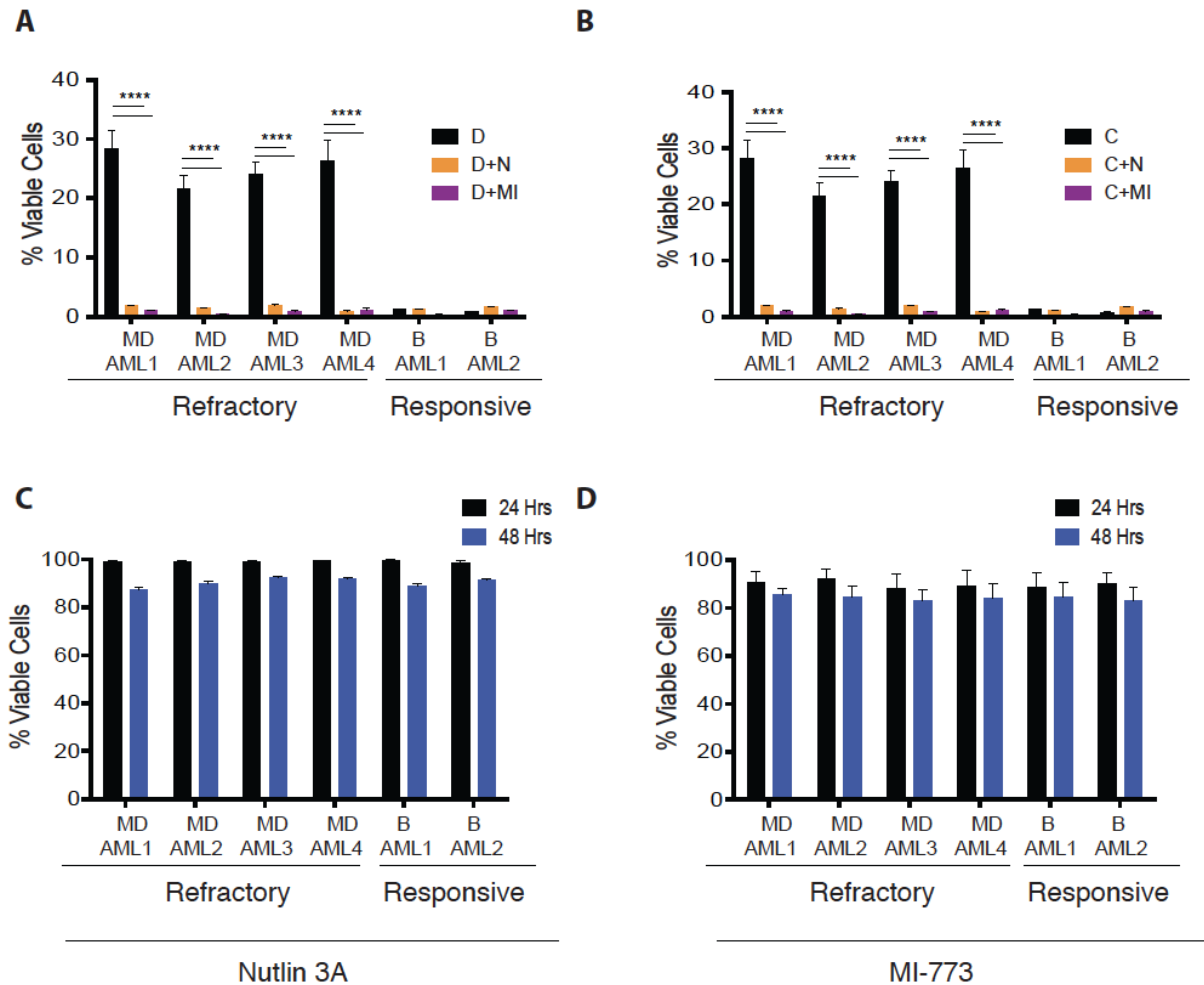 A
40
30
20
10
0
% Viable Cells
****
****
****
****
D
D+N
D+MI
MD AML1
MD AML2
MD AML3
MD AML4
B AML1
B AML2
Refractory
Responsive
B
40
30
20
10
0
% Viable Cells
****
****
****
****
C
C+N
C+MI
MD AML1
MD AML2
MD AML3
MD AML4
B AML1
B AML2
Refractory
Responsive
C
24 Hrs
48 Hrs
100
80
60
40
20
0
% Viable Cells
MD AML1
MD AML2
MD AML3
MD AML4
B AML1
B AML2
Refractory
Responsive
Nutlin 3A
D
24 Hrs
48 Hrs
100
80
60
40
20
0
% Viable Cells
MD AML1
MD AML2
MD AML3
MD AML4
B AML1
B AML2
Refractory
Responsive
MI-773